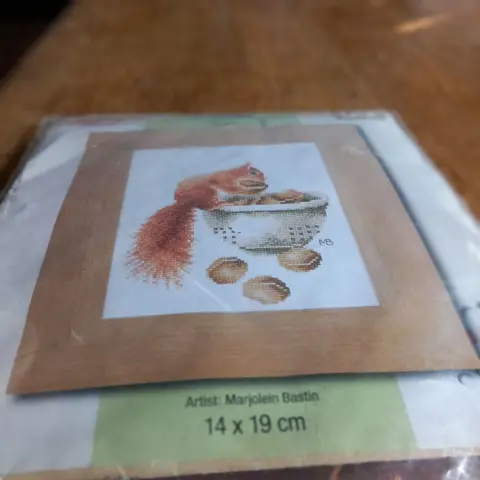 MB
Artist: Marjolein Bastin
14 x 19 cm